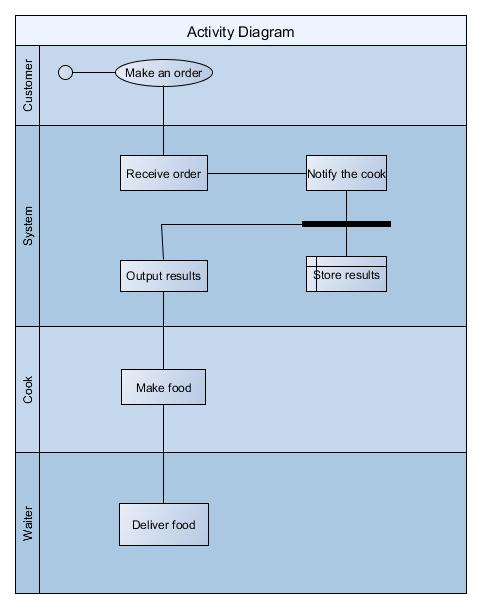 Activity Diagram
Customer
Make an order
System
Receive order
Notify the cook
Output results
Store results
Cook
Make food
Waiter
Deliver food